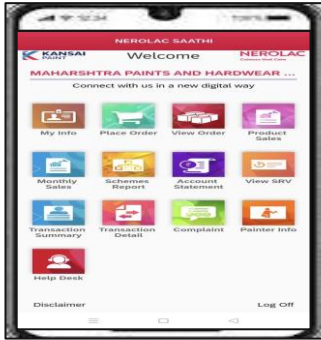 NEROLAC SAATHI
KANSAI PAINT
Welcome
NEROLAC
MAHARSHTRA PAINTS AND HARDWEAR ...
Connect with us in a new digital way
My Info
Place Order
View Order
Product Sales
Monthly Sales
Schemes Report
Account Statement
View SRV
Transaction Summary
Transaction Detail
Complaint
Painter Info
Help Desk
Disclaimer
Log Off